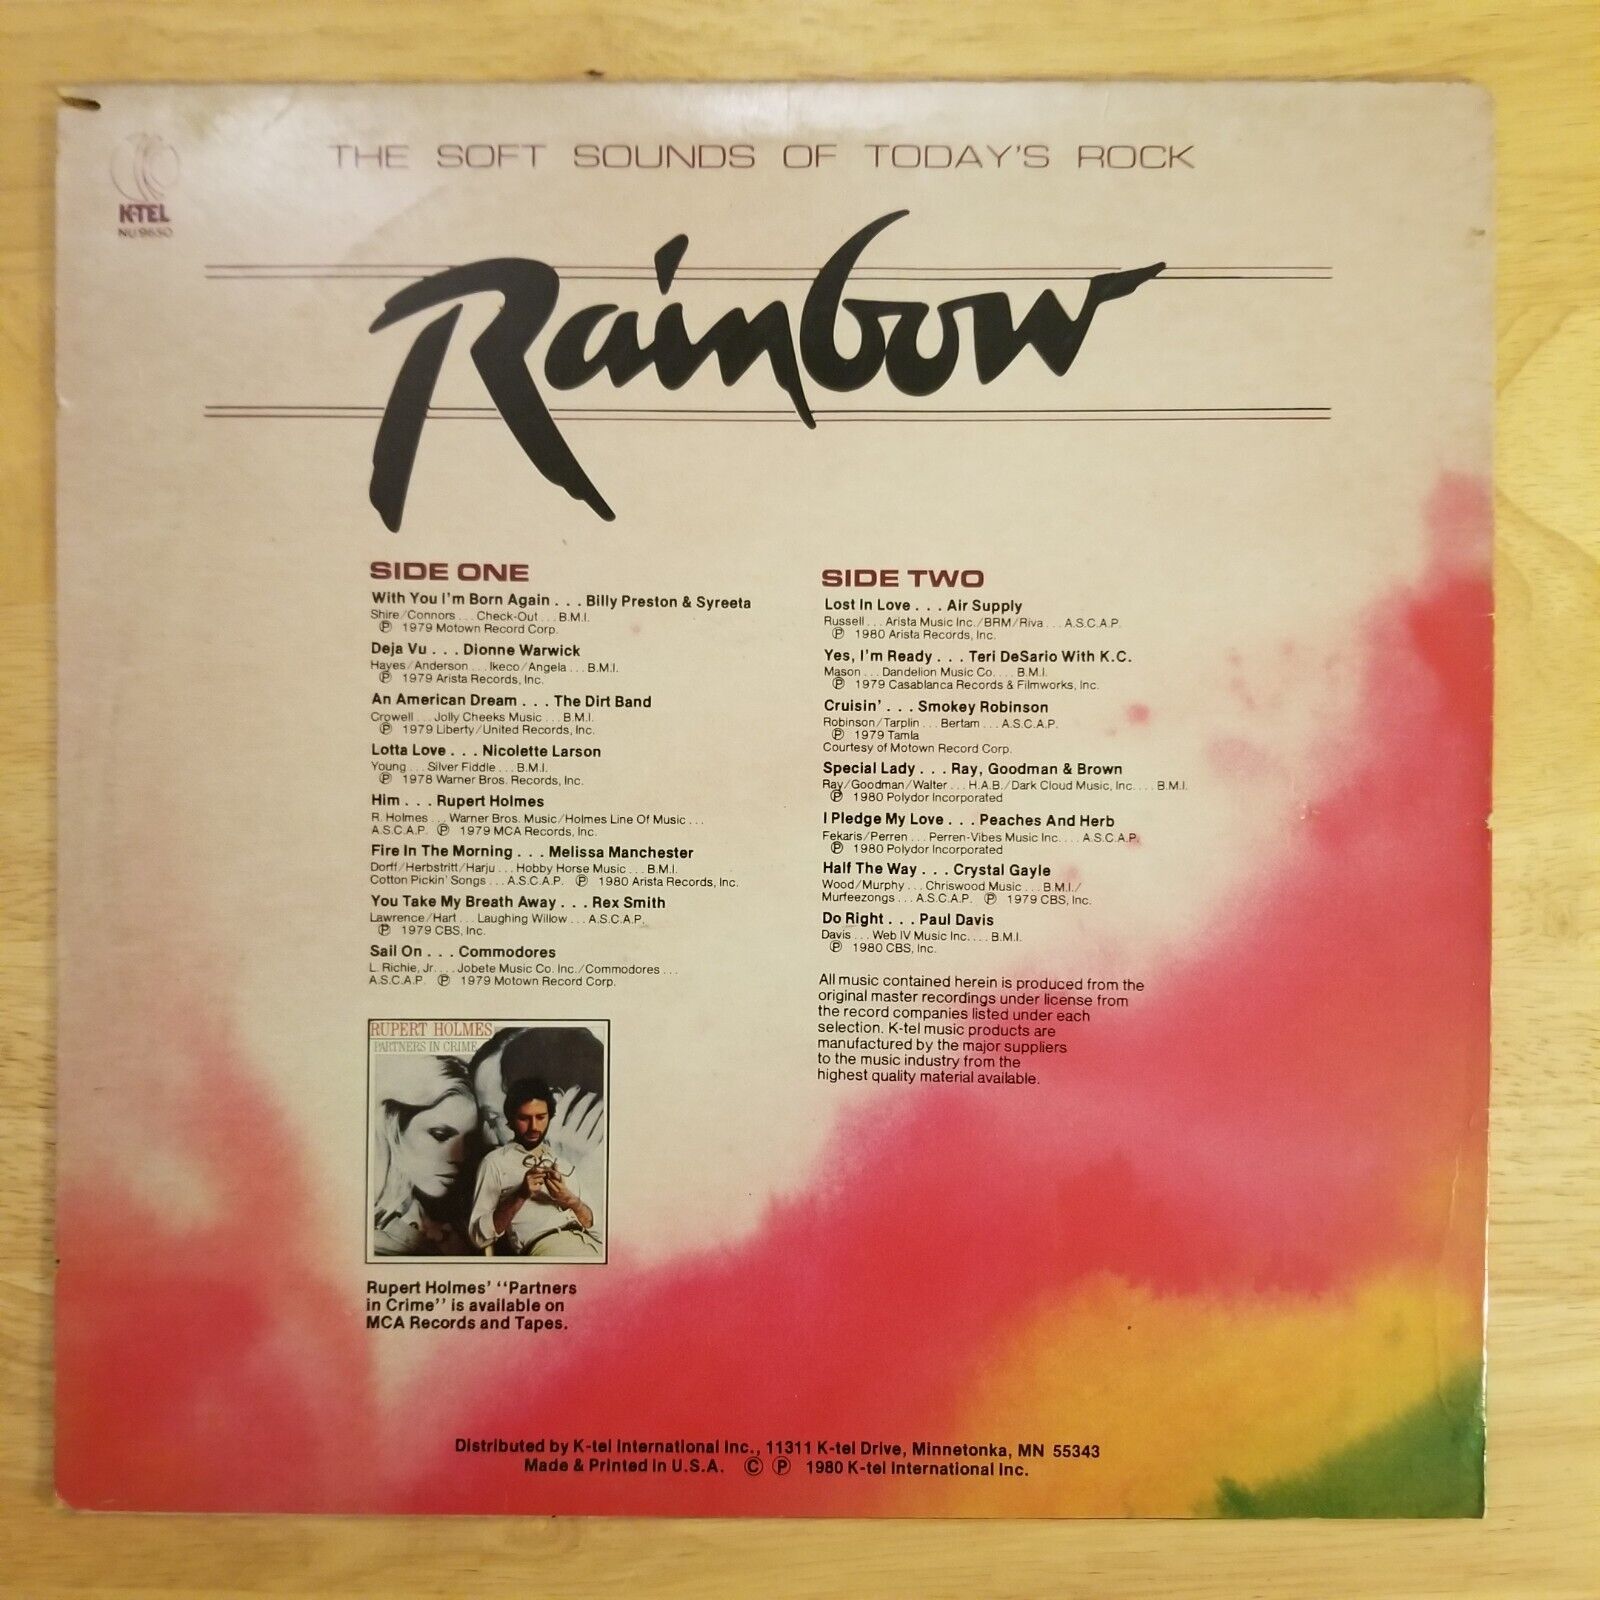 THE SOFT SOUNDS OF TODAY'S ROCK
K-TEL
NU 9630
Rainbow
SIDE ONE
With You I'm Born Again . . . Billy Preston & Syreeta
Shire/Connors . . . Check-Out . . . B.M.I.
Ⓟ 1979 Motown Record Corp.
Deja Vu . . . Dionne Warwick
Hayes/Anderson . . . Ikeco/Angela . . . B.M.I.
Ⓟ 1979 Arista Records, Inc.
An American Dream . . . The Dirt Band
Crowell . . . Jolly Cheeks Music . . . B.M.I.
Ⓟ 1979 Liberty/United Records, Inc.
Lotta Love . . . Nicolette Larson
Young . . . Silver Fiddle . . . B.M.I.
Ⓟ 1978 Warner Bros. Records, Inc.
Him . . . Rupert Holmes
R. Holmes . . . Warner Bros. Music/Holmes Line Of Music . . .
A.S.C.A.P. Ⓟ 1979 MCA Records, Inc.
Fire In The Morning . . . Melissa Manchester
Dorff/Herbstritt/Harju . . . Hobby Horse Music . . . B.M.I.
Cotton Pickin' Songs . . . A.S.C.A.P. Ⓟ 1980 Arista Records, Inc.
You Take My Breath Away . . . Rex Smith
Lawrence/Hart . . . Laughing Willow . . . A.S.C.A.P.
Ⓟ 1979 CBS, Inc.
Sail On . . . Commodores
L. Richie, Jr. . . . Jobete Music Co. Inc./Commodores . . .
A.S.C.A.P. Ⓟ 1979 Motown Record Corp.
RUPERT HOLMES
PARTNERS IN CRIME
Rupert Holmes' ''Partners
in Crime'' is available on
MCA Records and Tapes.
SIDE TWO
Lost In Love . . . Air Supply
Russell . . . Arista Music Inc./BRM/Riva . . . A.S.C.A.P.
Ⓟ 1980 Arista Records, Inc.
Yes, I'm Ready . . . Teri DeSario With K.C.
Mason . . . Dandelion Music Co. . . . B.M.I.
Ⓟ 1979 Casablanca Records & Filmworks, Inc.
Cruisin' . . . Smokey Robinson
Robinson/Tarplin . . . Bertam . . . A.S.C.A.P.
Ⓟ 1979 Tamla
Courtesy of Motown Record Corp.
Special Lady . . . Ray, Goodman & Brown
Ray/Goodman/Walter . . . H.A.B./Dark Cloud Music, Inc. . . . B.M.I.
Ⓟ 1980 Polydor Incorporated
I Pledge My Love . . . Peaches And Herb
Fekaris/Perren . . . Perren-Vibes Music Inc. . . . A.S.C.A.P.
Ⓟ 1980 Polydor Incorporated
Half The Way . . . Crystal Gayle
Wood/Murphy . . . Chriswood Music . . . B.M.I./
Murfeezongs . . . A.S.C.A.P. Ⓟ 1979 CBS, Inc.
Do Right . . . Paul Davis
Davis . . . Web IV Music Inc. . . . B.M.I.
Ⓟ 1980 CBS, Inc.
All music contained herein is produced from the
original master recordings under license from
the record companies listed under each
selection. K-tel music products are
manufactured by the major suppliers
to the music industry from the
highest quality material available.
Distributed by K-tel International Inc., 11311 K-tel Drive, Minnetonka, MN 55343
Made & Printed in U.S.A. © Ⓟ 1980 K-tel International Inc.